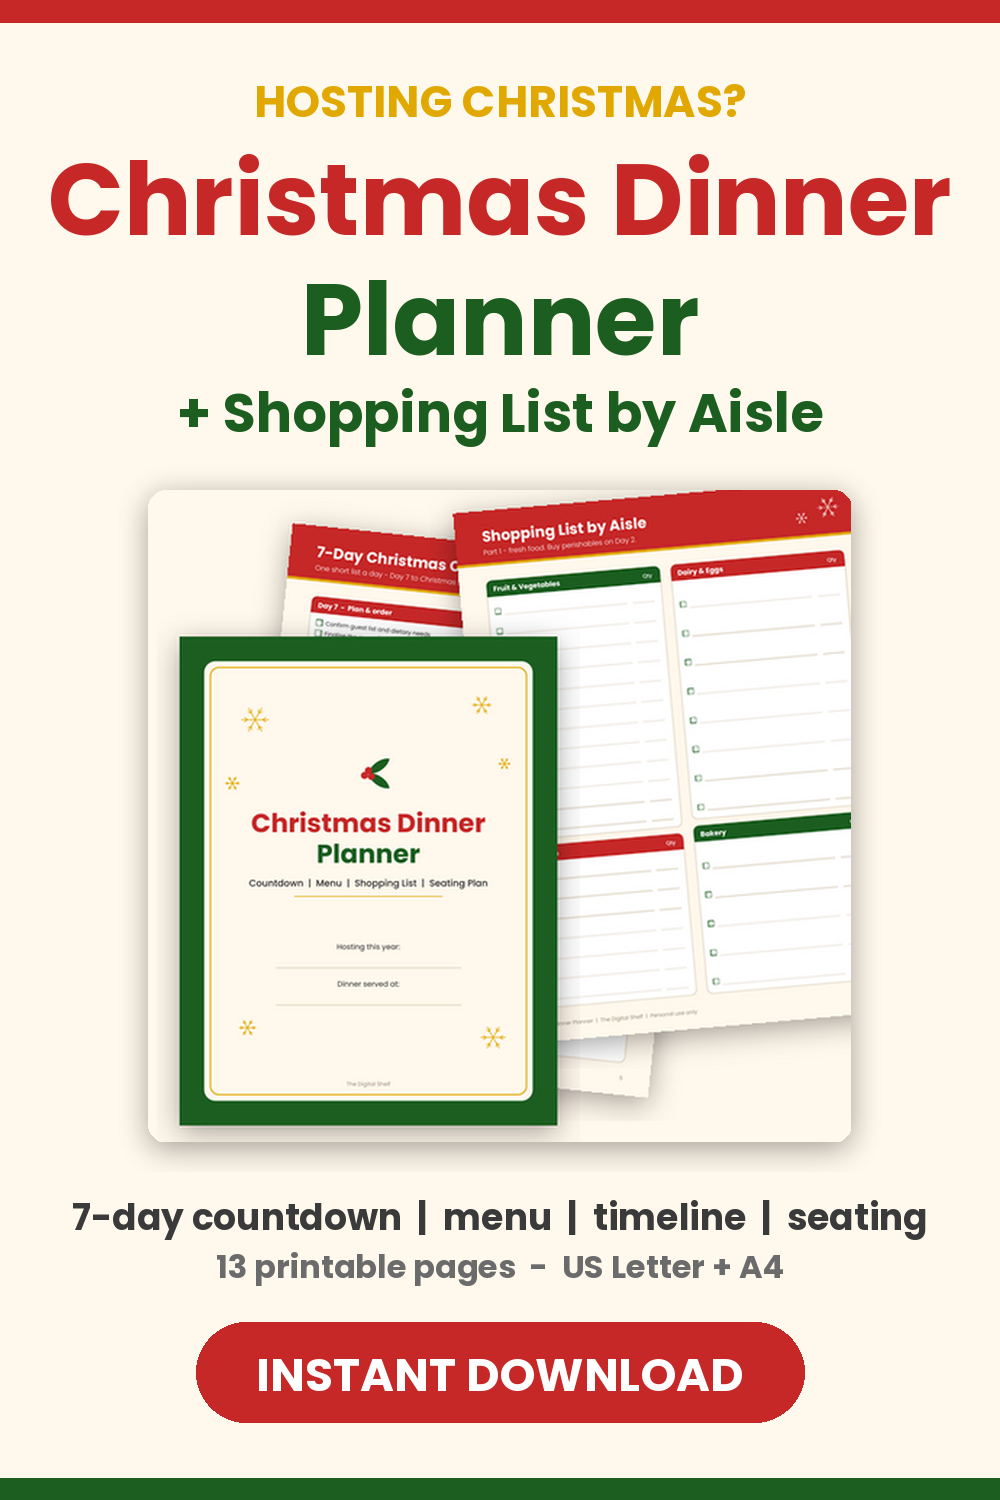 HOSTING CHRISTMAS?
Christmas Dinner
Planner
+ Shopping List by Aisle
7-Day Christmas C
One short list a day - Day 7 to Christmas
Day 7 - Plan & order
Confirm guest list and dietary needs
Shopping List by Aisle
Part 1 - fresh food. Buy perishables on Day 2.
Fruit & Vegetables Qty
Dairy & Eggs Qty
Qty
Bakery
Planner | The Digital Shelf | Personal use only
Christmas Dinner
Planner
Countdown | Menu | Shopping List | Seating Plan
Hosting this year:
Dinner served at:
The Digital Shelf
7-day countdown | menu | timeline | seating
13 printable pages - US Letter + A4
INSTANT DOWNLOAD